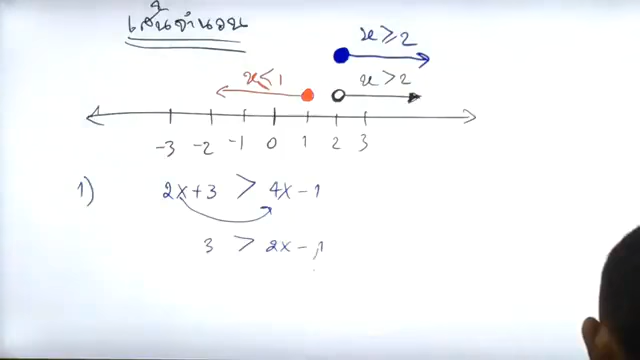 เส้นจำนวน
x ≥ 2
x ≤ 1 x > 2
-3 -2 -1 0 1 2 3
1) 2x + 3 > 4x - 1
3 > 2x - 1